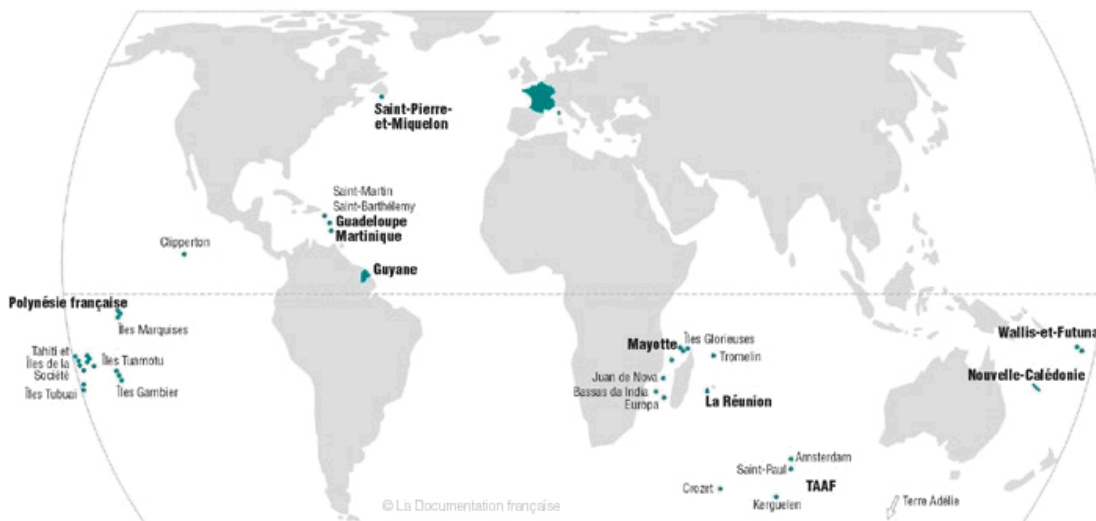 Saint-Pierre-
et-Miquelon
Saint-Martin
Saint-Barthélemy
Guadeloupe
Martinique
Clipperton
Guyane
Polynésie française
Îles Marquises
Tahiti et
Îles de la
Société
Îles Tuamotu
Îles Tubuai
Îles Gambier
Mayotte
Îles Glorieuses
Tromelin
Juan de Nova
Bassas da India
Europa
La Réunion
Wallis-et-Futuna
Nouvelle-Calédonie
Amsterdam
Saint-Paul
TAAF
Crozet
Kerguelen
Terre Adélie
© La Documentation française